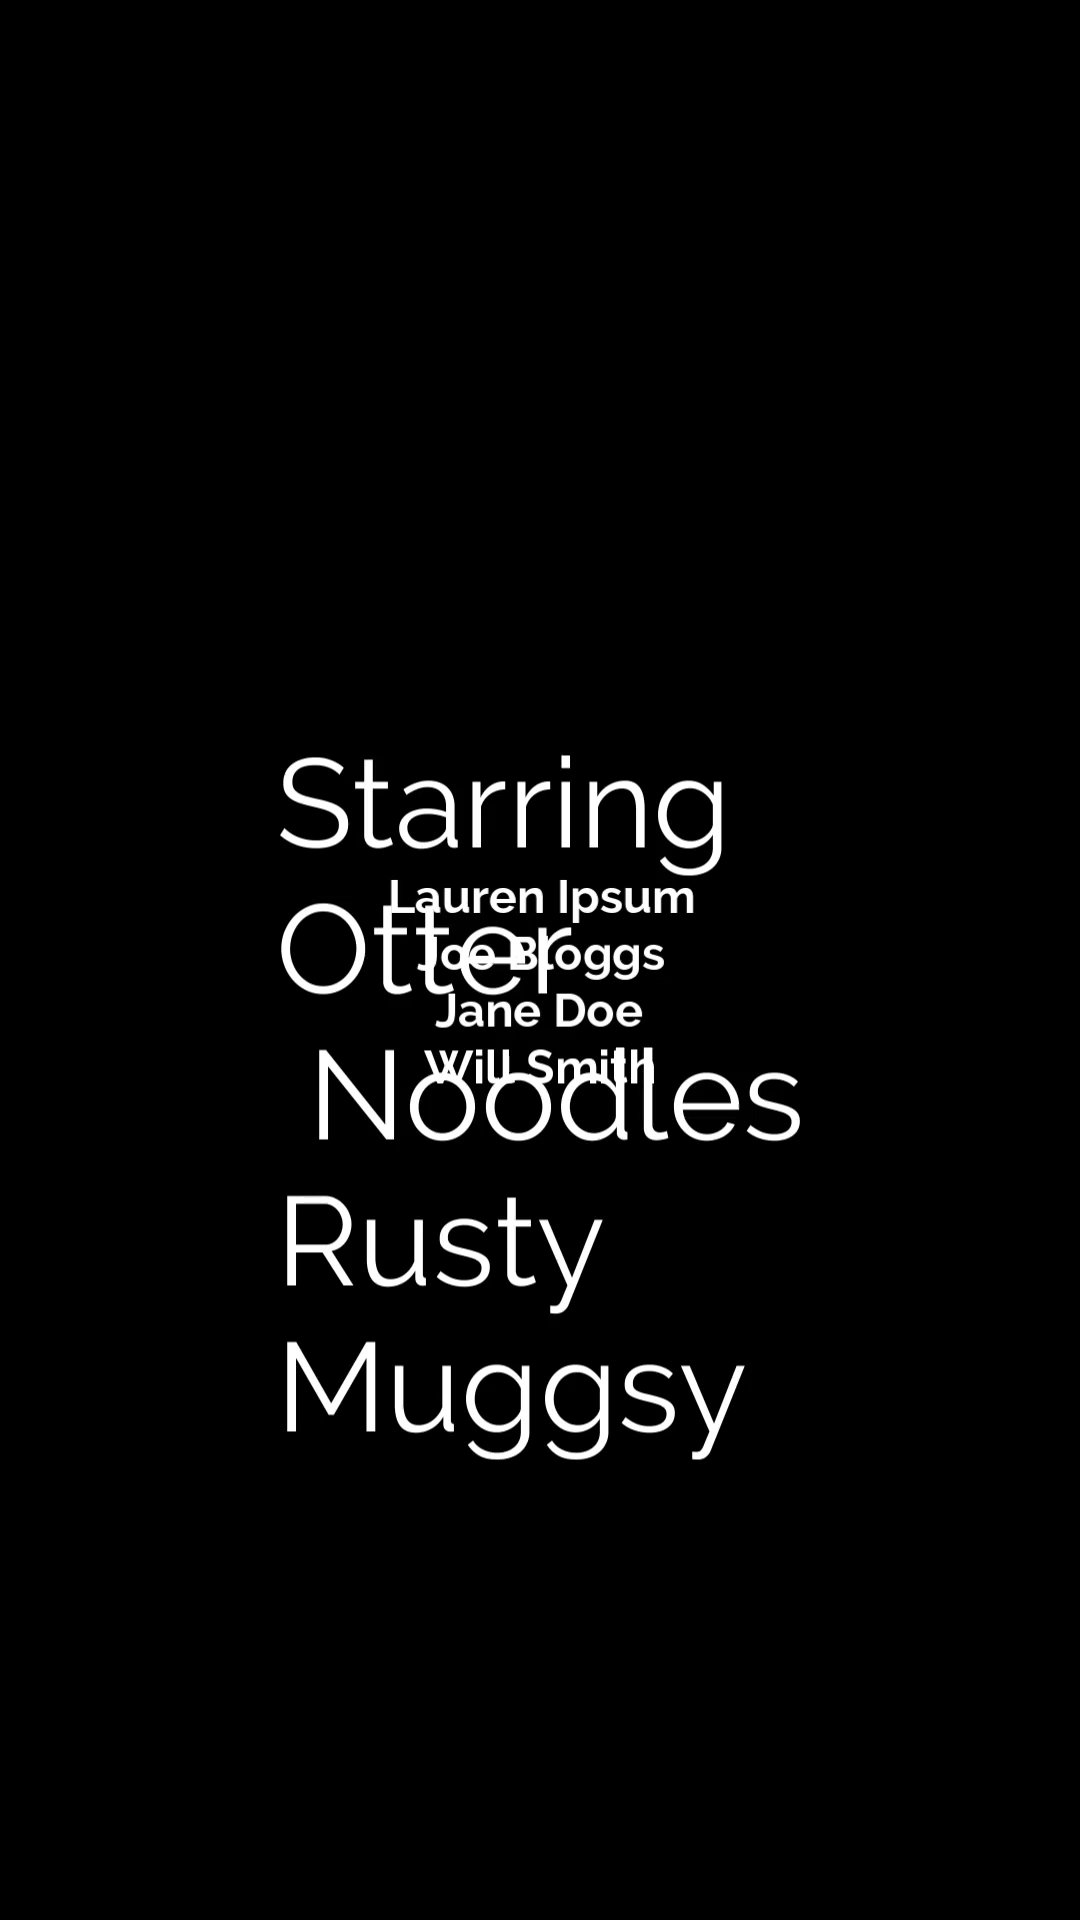 Starring
Otter
Noodles
Rusty
Muggsy
Lauren Ipsum
Joe Bloggs
Jane Doe
Will Smith